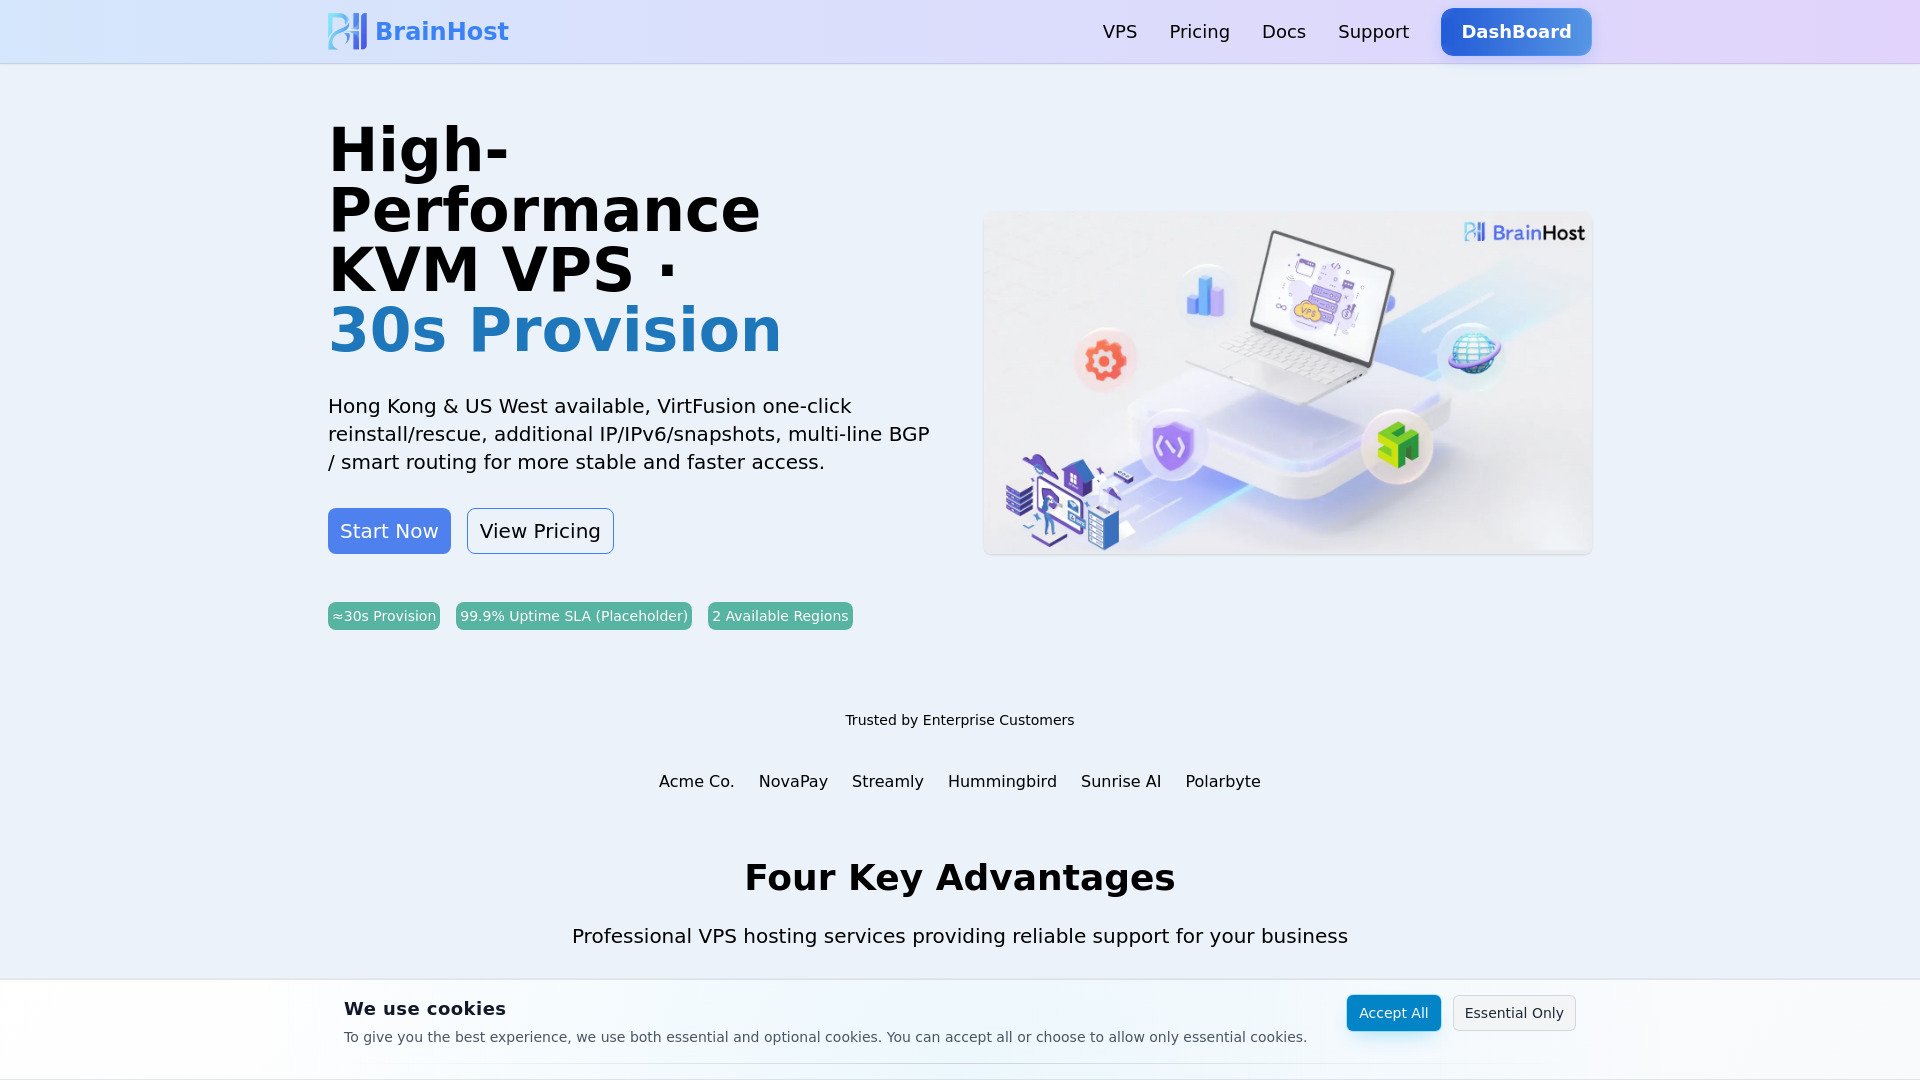 BrainHost
VPS
Pricing
Docs
Support
DashBoard
High-
Performance
KVM VPS ·
30s Provision
Hong Kong & US West available, VirtFusion one-click
reinstall/rescue, additional IP/IPv6/snapshots, multi-line BGP
/ smart routing for more stable and faster access.
Start Now
View Pricing
BrainHost
VPS
≈30s Provision
99.9% Uptime SLA (Placeholder)
2 Available Regions
Trusted by Enterprise Customers
Acme Co.
NovaPay
Streamly
Hummingbird
Sunrise AI
Polarbyte
Four Key Advantages
Professional VPS hosting services providing reliable support for your business
We use cookies
To give you the best experience, we use both essential and optional cookies. You can accept all or choose to allow only essential cookies.
Accept All
Essential Only